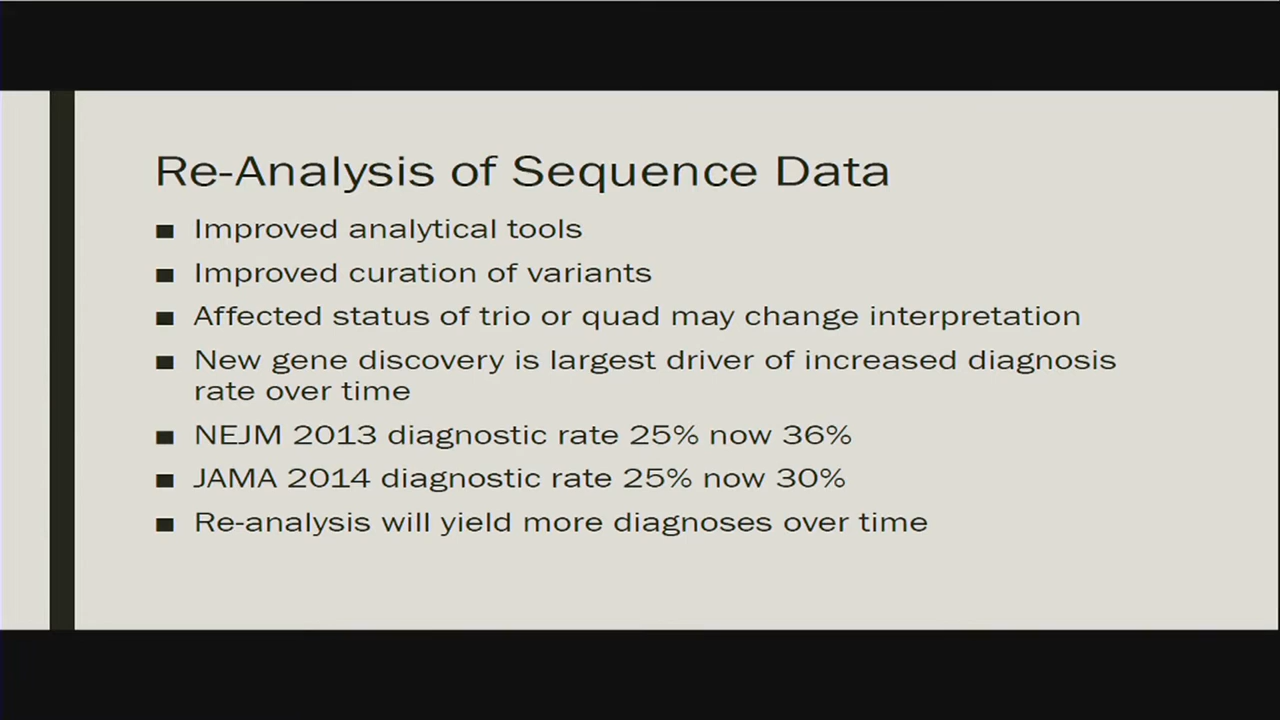 Re-Analysis of Sequence Data
■ Improved analytical tools
■ Improved curation of variants
■ Affected status of trio or quad may change interpretation
■ New gene discovery is largest driver of increased diagnosis
rate over time
■ NEJM 2013 diagnostic rate 25% now 36%
■ JAMA 2014 diagnostic rate 25% now 30%
■ Re-analysis will yield more diagnoses over time